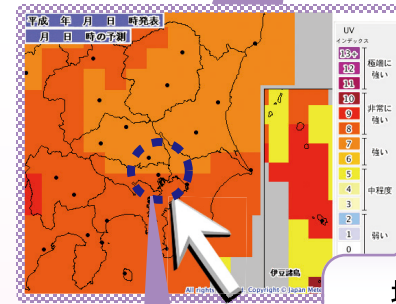 平成　年　月　日　時発表
月　日　時の予測
UV
インデックス
13+
12
11
極端に
強い
10
9
8
非常に
強い
7
6
強い
5
4
3
中程度
2
1
0
弱い
伊豆諸島
All rights
Copyright © Japan Mete